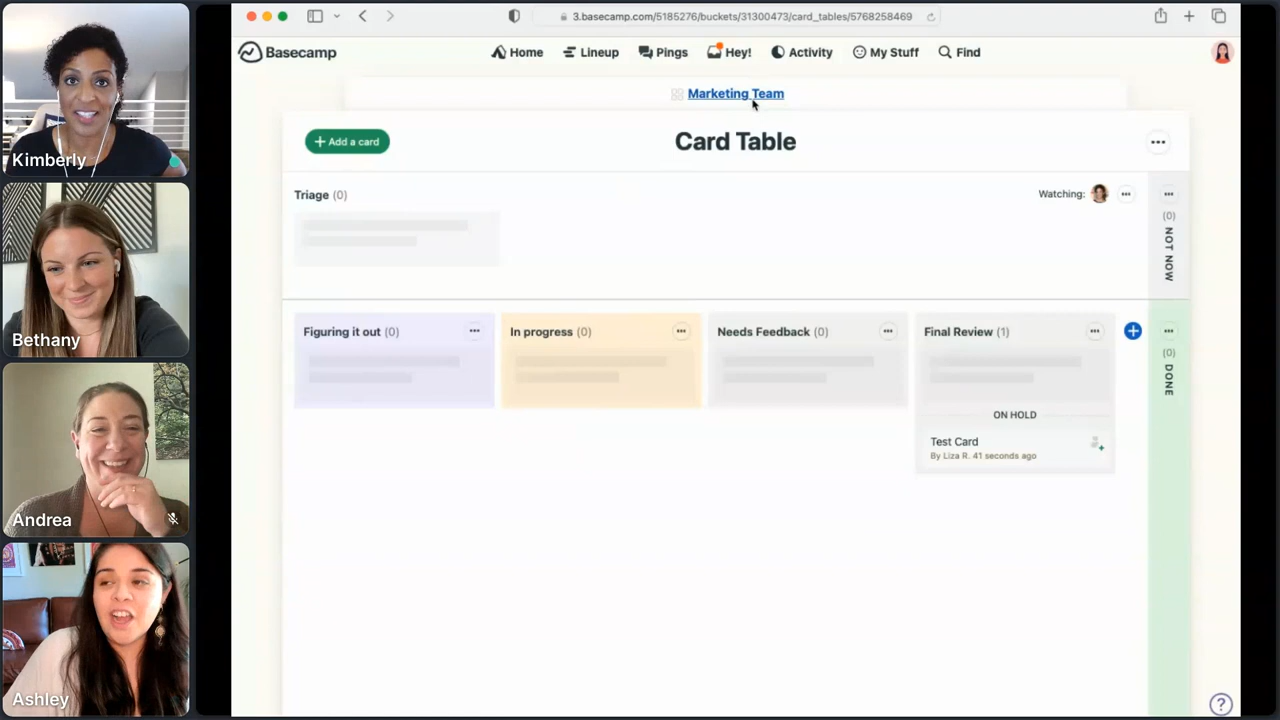 Kimberly
Bethany
Andrea
Ashley
3.basecamp.com/5185276/buckets/31300473/card_tables/5768258469
Basecamp
Home
Lineup
Pings
Hey!
Activity
My Stuff
Find
Marketing Team
+ Add a card
Card Table
Triage (0)
Watching:
(0) NOT NOW
Figuring it out (0)
In progress (0)
Needs Feedback (0)
Final Review (1)
ON HOLD
Test Card
By Liza R. 41 seconds ago
(0) DONE
?